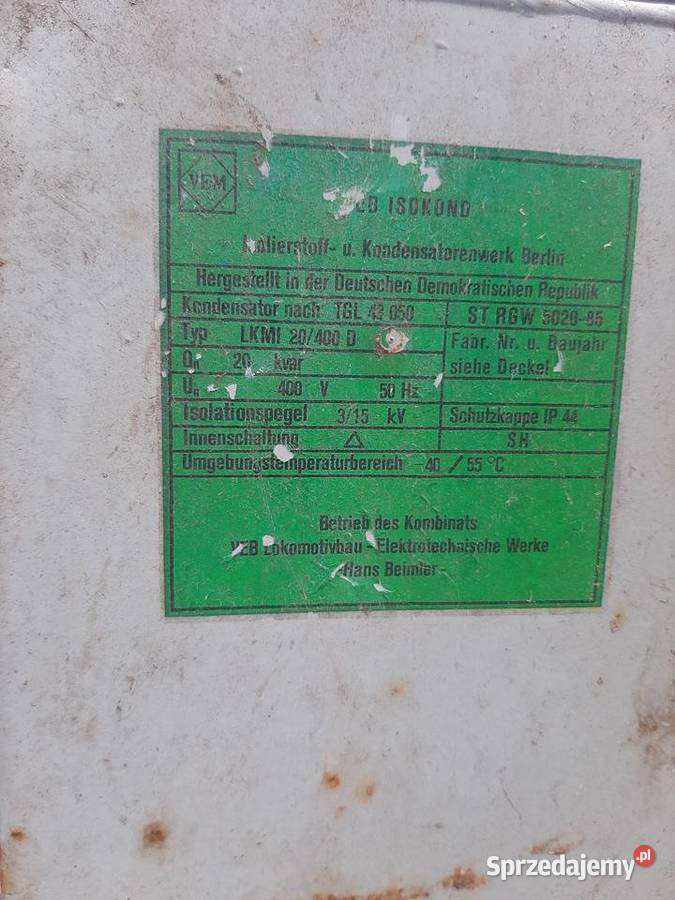 VEM
VEB ISOKOND
Isolierstoff- u. Kondensatorenwerk Berlin
Hergestellt in der Deutschen Demokratischen Republik
Kondensator nach TGL 43 050 ST RGW 5020-85
Typ LKMI 20/400 D Fabr. Nr. u. Baujahr
siehe Deckel
QN 20 kvar
UN 400 V 50 Hz
Isolationspegel 3/15 kV Schutzkappe IP 44
Innenschaltung △ SH
Umgebungstemperaturbereich -40 / 55 °C
Betrieb des Kombinats
VEB Lokomotivbau - Elektrotechnische Werke
-Hans Beimler-
Sprzedajemy.pl